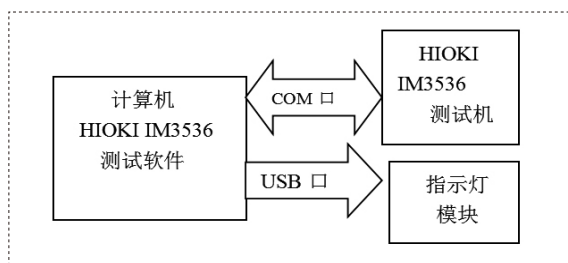 计算机
HIOKI IM3536
测试软件
COM 口
USB 口
HIOKI
IM3536
测试机
指示灯
模块